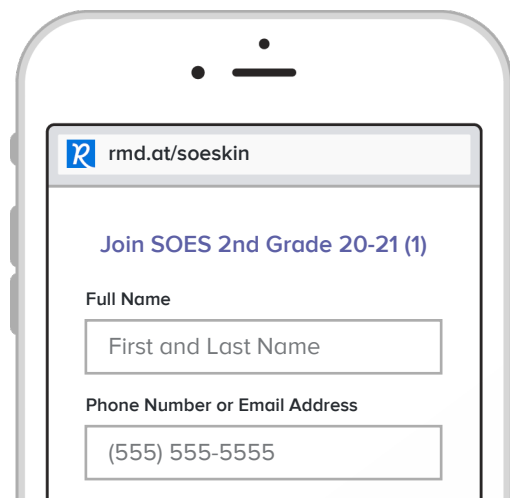 rmd.at/soeskin
Join SOES 2nd Grade 20-21 (1)
Full Name
First and Last Name
Phone Number or Email Address
(555) 555-5555